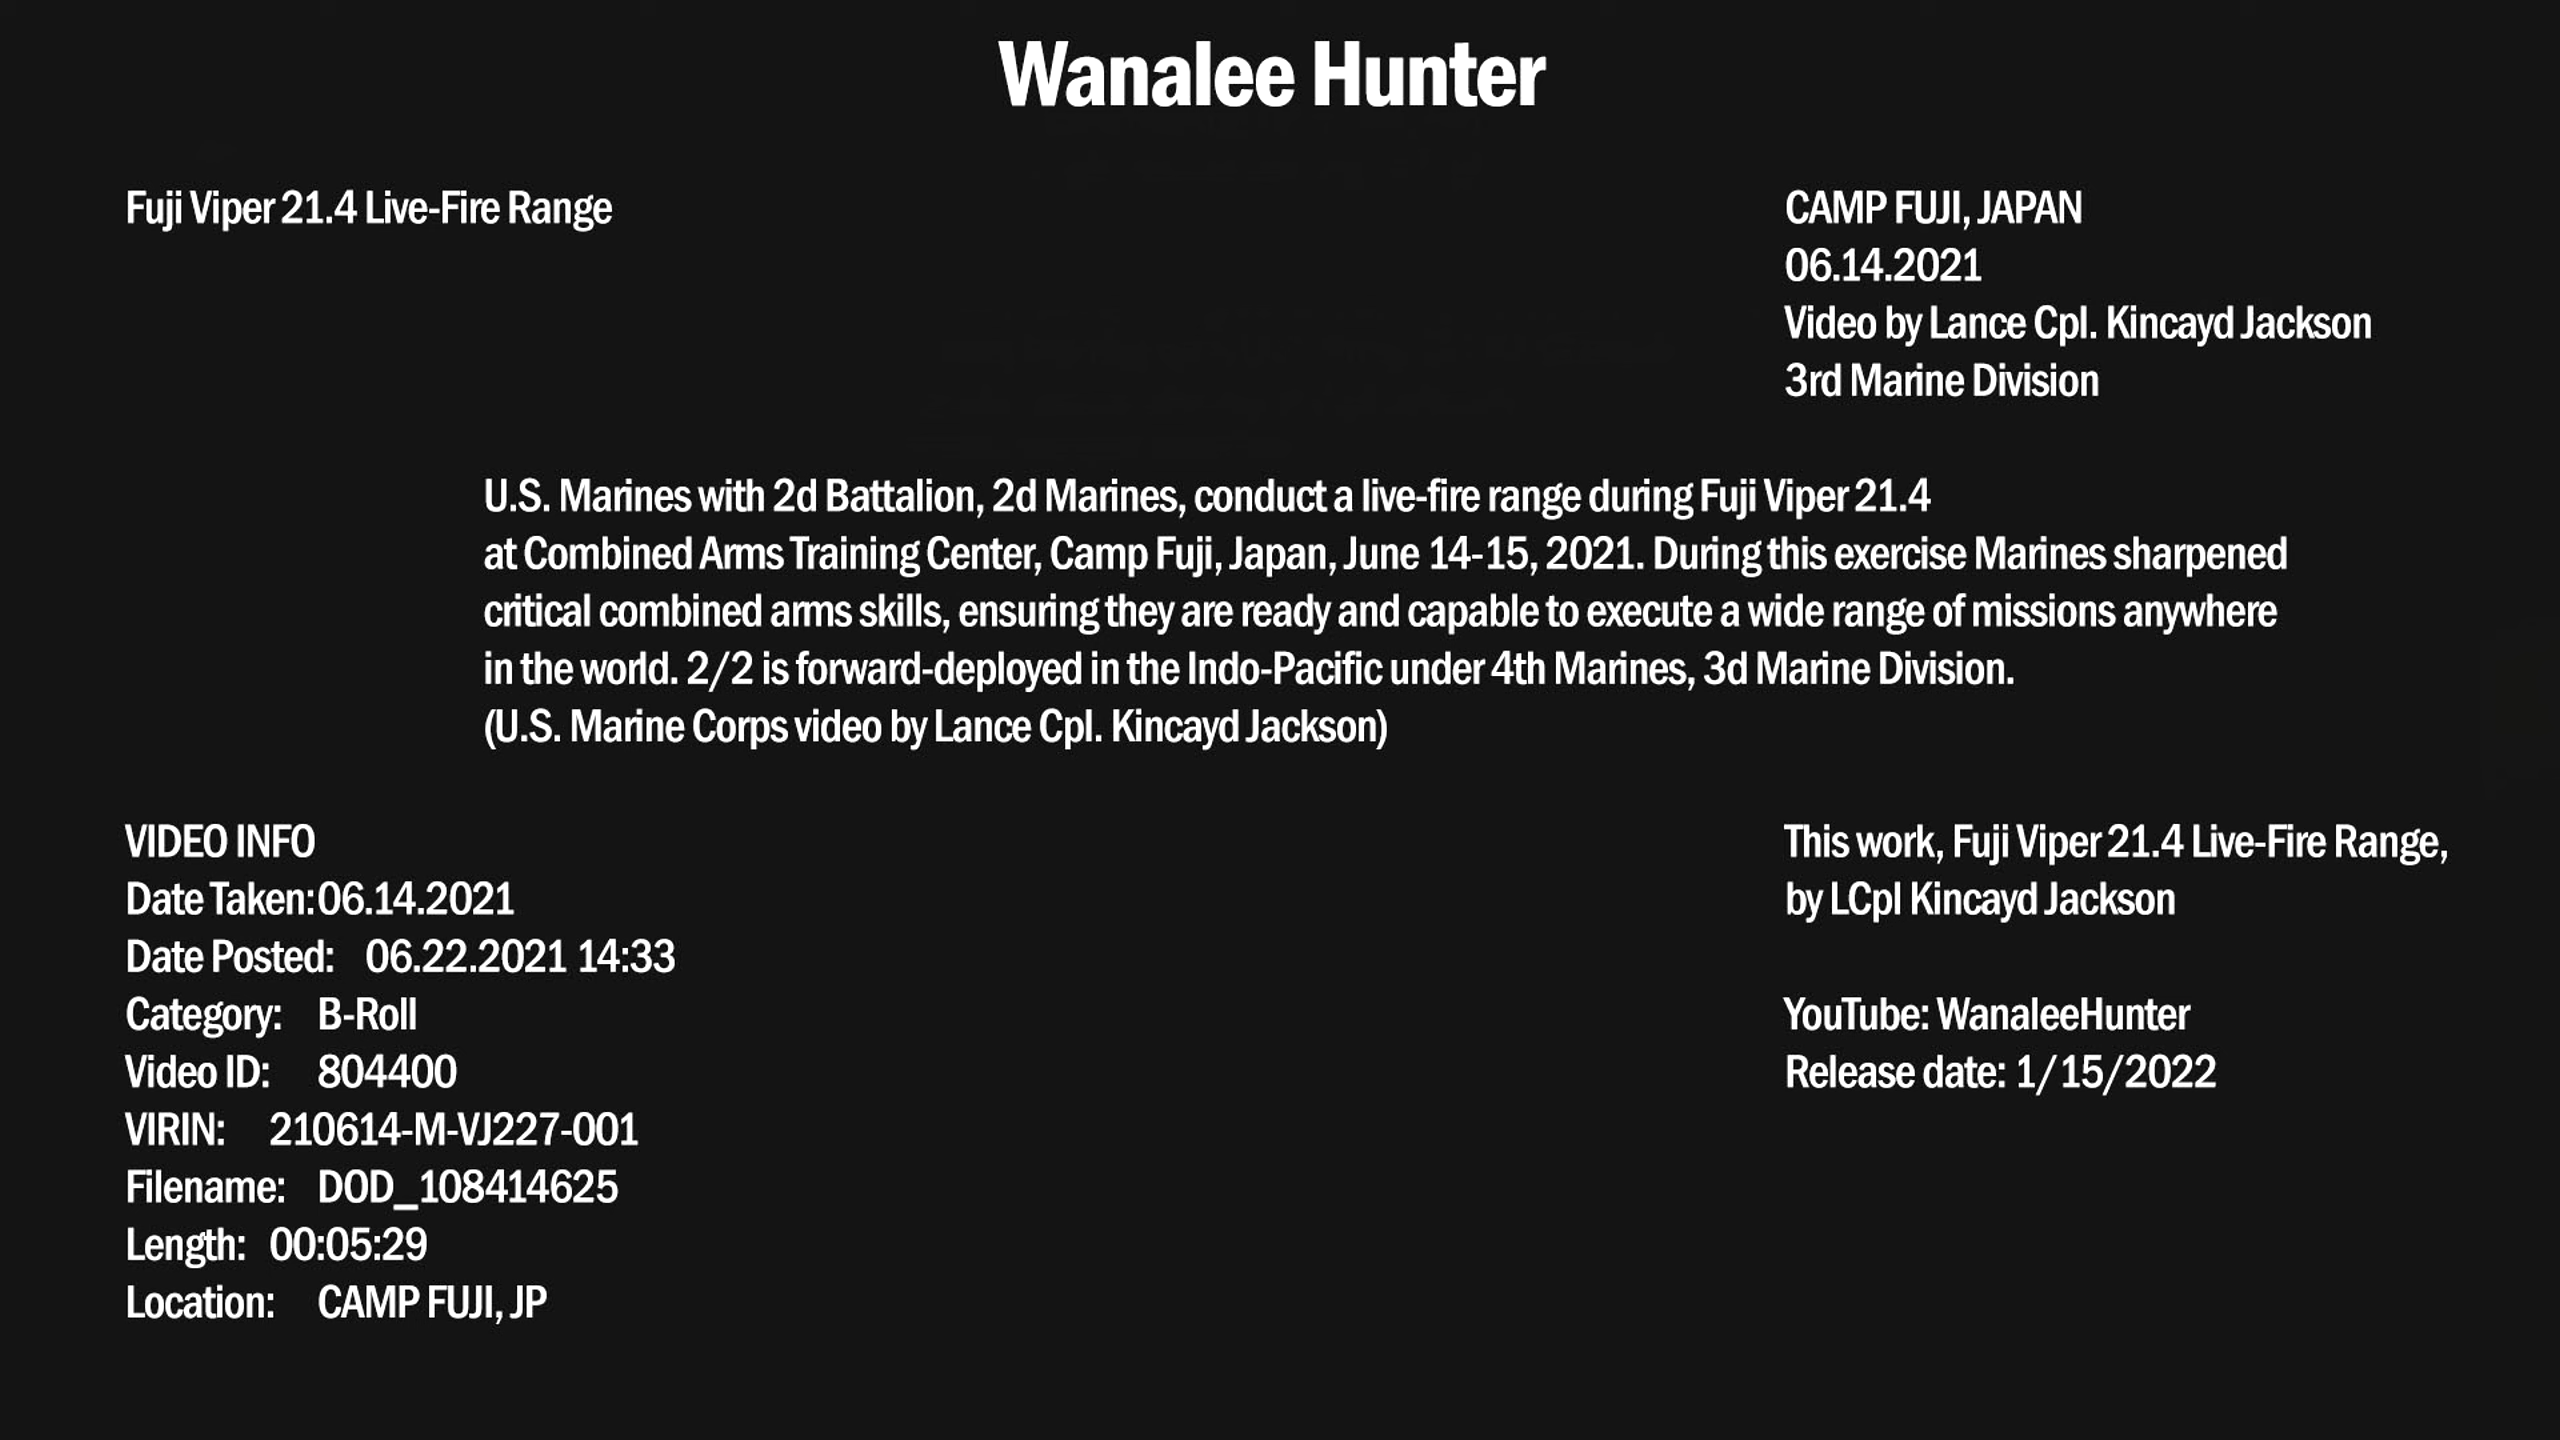 Wanalee Hunter
Fuji Viper 21.4 Live-Fire Range
CAMP FUJI, JAPAN
06.14.2021
Video by Lance Cpl. Kincayd Jackson
3rd Marine Division
U.S. Marines with 2d Battalion, 2d Marines, conduct a live-fire range during Fuji Viper 21.4
at Combined Arms Training Center, Camp Fuji, Japan, June 14-15, 2021. During this exercise Marines sharpened
critical combined arms skills, ensuring they are ready and capable to execute a wide range of missions anywhere
in the world. 2/2 is forward-deployed in the Indo-Pacific under 4th Marines, 3d Marine Division.
(U.S. Marine Corps video by Lance Cpl. Kincayd Jackson)
VIDEO INFO
Date Taken:06.14.2021
Date Posted: 06.22.2021 14:33
Category: B-Roll
Video ID: 804400
VIRIN: 210614-M-VJ227-001
Filename: DOD_108414625
Length: 00:05:29
Location: CAMP FUJI, JP
This work, Fuji Viper 21.4 Live-Fire Range,
by LCpl Kincayd Jackson
YouTube: WanaleeHunter
Release date: 1/15/2022